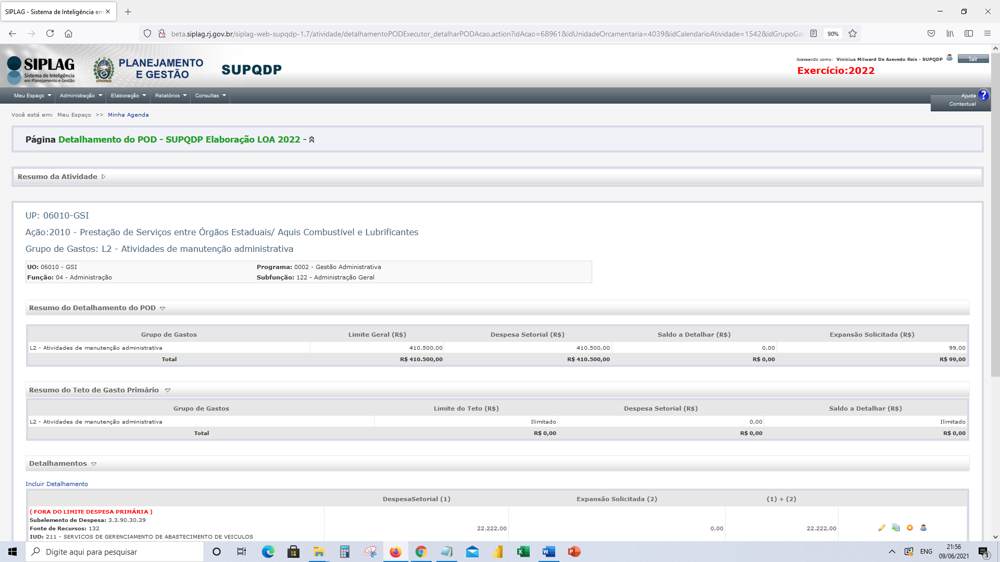 SIPLAG - Sistema de Inteligência em
beta.siplag.rj.gov.br/siplag-web-supqdp-1.7/atividade/detalhamentoPODExecutor_detalharPODAcao.action?idAcao=68961&idUnidadeOrcamentaria=4039&idCalendarioAtividade=1542&idGrupoGas
90%
SIPLAG
Sistema de Inteligência
em Planejamento e Gestão
PLANEJAMENTO
E GESTÃO
SUPQDP
Acessando como: Vinicius Milward De Azevedo Reis - SUPQDP
Sair
Exercício:2022
Meu Espaço
Administração
Elaboração
Relatórios
Consultas
Ajuda
Contextual
?
Você está em: Meu Espaço >> Minha Agenda
Página Detalhamento do POD - SUPQDP Elaboração LOA 2022 -
Resumo da Atividade
UP: 06010-GSI
Ação:2010 - Prestação de Serviços entre Órgãos Estaduais/ Aquis Combustível e Lubrificantes
Grupo de Gastos: L2 - Atividades de manutenção administrativa
UO: 06010 - GSI Programa: 0002 - Gestão Administrativa
Função: 04 - Administração Subfunção: 122 - Administração Geral
Resumo do Detalhamento do POD
Grupo de Gastos Limite Geral (R$) Despesa Setorial (R$) Saldo a Detalhar (R$) Expansão Solicitada (R$)
L2 - Atividades de manutenção administrativa 410.500,00 410.500,00 0,00 99,00
Total R$ 410.500,00 R$ 410.500,00 R$ 0,00 R$ 99,00
Resumo do Teto de Gasto Primário
Grupo de Gastos Limite do Teto (R$) Despesa Setorial (R$) Saldo a Detalhar (R$)
L2 - Atividades de manutenção administrativa Ilimitado 0,00 Ilimitado
Total R$ 0,00 R$ 0,00 R$ 0,00
Detalhamentos
Incluir Detalhamento
DespesaSetorial (1) Expansão Solicitada (2) (1) + (2)
( FORA DO LIMITE DESPESA PRIMÁRIA )
Subelemento de Despesa: 3.3.90.30.39
Fonte de Recursos: 132 22.222,00 0,00 22.222,00
IUD: 211 - SERVICOS DE GERENCIAMENTO DE ABASTECIMENTO DE VEICULOS
Digite aqui para pesquisar
ENG
21:56
09/06/2021
3